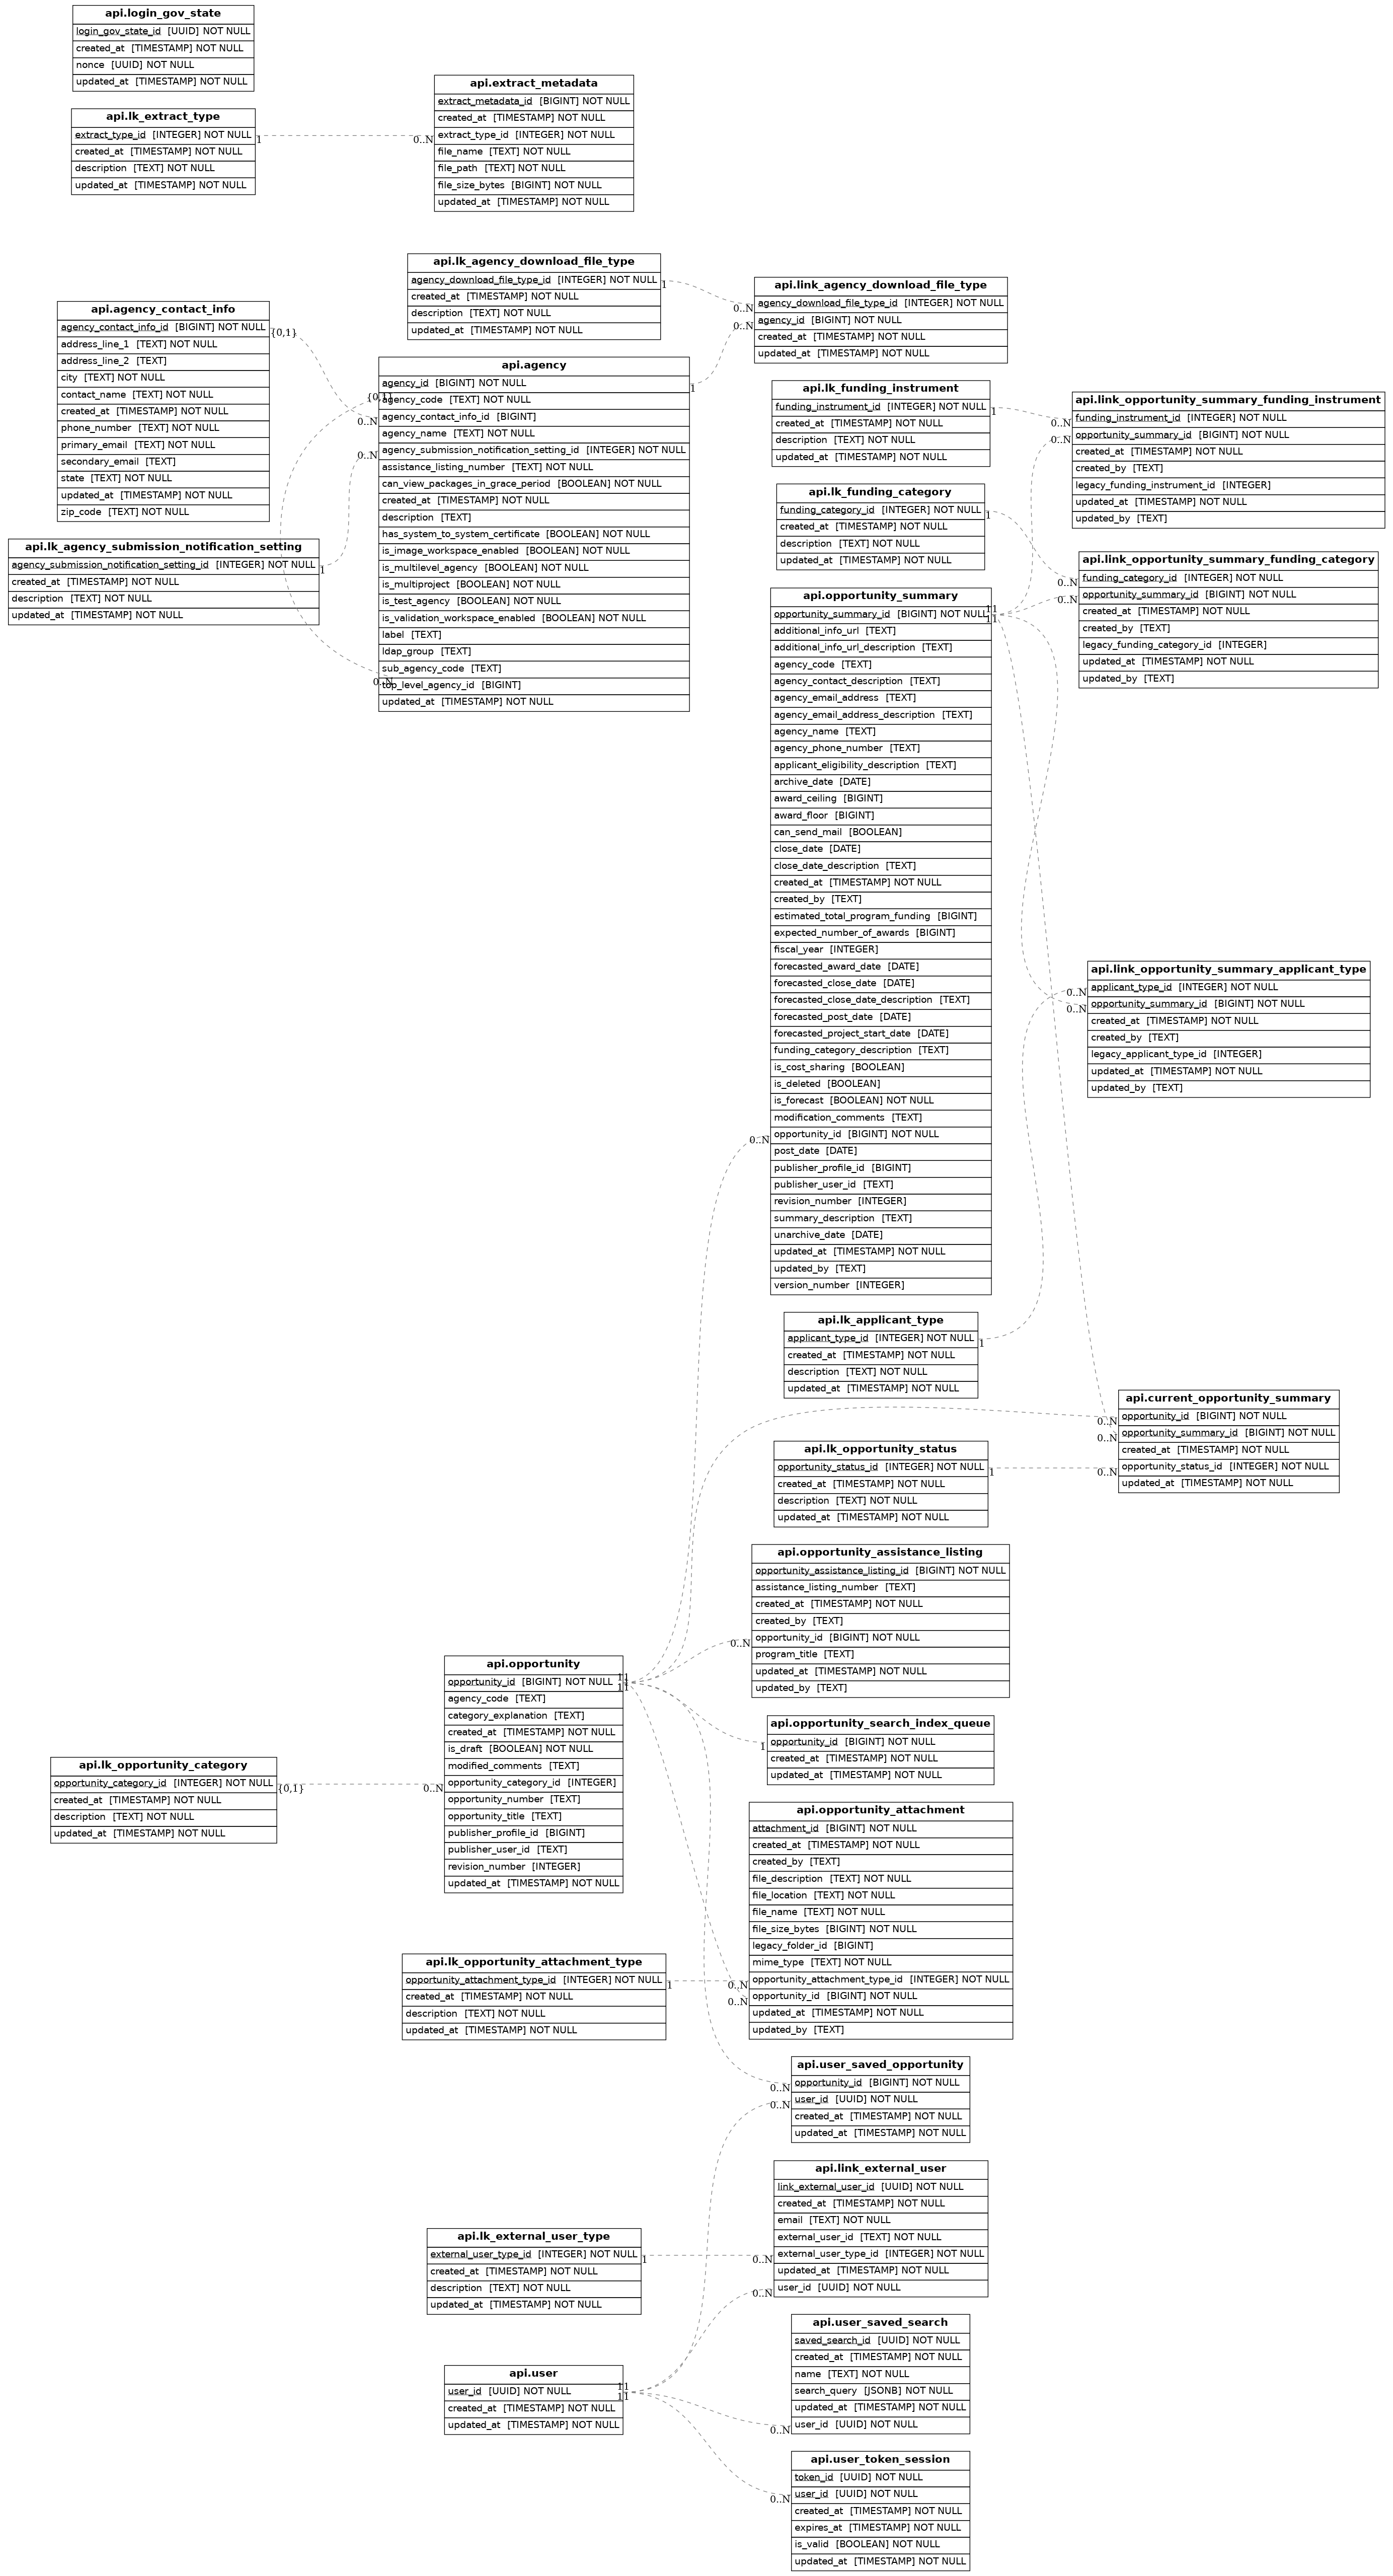 api.login_gov_state
login_gov_state_id [UUID] NOT NULL
created_at [TIMESTAMP] NOT NULL
nonce [UUID] NOT NULL
updated_at [TIMESTAMP] NOT NULL
api.lk_extract_type
extract_type_id [INTEGER] NOT NULL
created_at [TIMESTAMP] NOT NULL
description [TEXT] NOT NULL
updated_at [TIMESTAMP] NOT NULL
1
0..N
api.extract_metadata
extract_metadata_id [BIGINT] NOT NULL
created_at [TIMESTAMP] NOT NULL
extract_type_id [INTEGER] NOT NULL
file_name [TEXT] NOT NULL
file_path [TEXT] NOT NULL
file_size_bytes [BIGINT] NOT NULL
updated_at [TIMESTAMP] NOT NULL
api.agency_contact_info
agency_contact_info_id [BIGINT] NOT NULL
address_line_1 [TEXT] NOT NULL
address_line_2 [TEXT]
city [TEXT] NOT NULL
contact_name [TEXT] NOT NULL
created_at [TIMESTAMP] NOT NULL
phone_number [TEXT] NOT NULL
primary_email [TEXT] NOT NULL
secondary_email [TEXT]
state [TEXT] NOT NULL
updated_at [TIMESTAMP] NOT NULL
zip_code [TEXT] NOT NULL
{0,1}
0..N
api.lk_agency_submission_notification_setting
agency_submission_notification_setting_id [INTEGER] NOT NULL
created_at [TIMESTAMP] NOT NULL
description [TEXT] NOT NULL
updated_at [TIMESTAMP] NOT NULL
1
0..N
api.lk_agency_download_file_type
agency_download_file_type_id [INTEGER] NOT NULL
created_at [TIMESTAMP] NOT NULL
description [TEXT] NOT NULL
updated_at [TIMESTAMP] NOT NULL
1
0..N
api.agency
agency_id [BIGINT] NOT NULL
agency_code [TEXT] NOT NULL
agency_contact_info_id [BIGINT]
agency_name [TEXT] NOT NULL
agency_submission_notification_setting_id [INTEGER] NOT NULL
assistance_listing_number [TEXT] NOT NULL
can_view_packages_in_grace_period [BOOLEAN] NOT NULL
created_at [TIMESTAMP] NOT NULL
description [TEXT]
has_system_to_system_certificate [BOOLEAN] NOT NULL
is_image_workspace_enabled [BOOLEAN] NOT NULL
is_multilevel_agency [BOOLEAN] NOT NULL
is_multiproject [BOOLEAN] NOT NULL
is_test_agency [BOOLEAN] NOT NULL
is_validation_workspace_enabled [BOOLEAN] NOT NULL
label [TEXT]
ldap_group [TEXT]
sub_agency_code [TEXT]
top_level_agency_id [BIGINT]
updated_at [TIMESTAMP] NOT NULL
{0,1}
0..N
1
0..N
api.link_agency_download_file_type
agency_download_file_type_id [INTEGER] NOT NULL
agency_id [BIGINT] NOT NULL
created_at [TIMESTAMP] NOT NULL
updated_at [TIMESTAMP] NOT NULL
api.lk_funding_instrument
funding_instrument_id [INTEGER] NOT NULL
created_at [TIMESTAMP] NOT NULL
description [TEXT] NOT NULL
updated_at [TIMESTAMP] NOT NULL
1
0..N
0..N
api.link_opportunity_summary_funding_instrument
funding_instrument_id [INTEGER] NOT NULL
opportunity_summary_id [BIGINT] NOT NULL
created_at [TIMESTAMP] NOT NULL
created_by [TEXT]
legacy_funding_instrument_id [INTEGER]
updated_at [TIMESTAMP] NOT NULL
updated_by [TEXT]
api.lk_funding_category
funding_category_id [INTEGER] NOT NULL
created_at [TIMESTAMP] NOT NULL
description [TEXT] NOT NULL
updated_at [TIMESTAMP] NOT NULL
1
0..N
0..N
api.link_opportunity_summary_funding_category
funding_category_id [INTEGER] NOT NULL
opportunity_summary_id [BIGINT] NOT NULL
created_at [TIMESTAMP] NOT NULL
created_by [TEXT]
legacy_funding_category_id [INTEGER]
updated_at [TIMESTAMP] NOT NULL
updated_by [TEXT]
api.opportunity_summary
opportunity_summary_id [BIGINT] NOT NULL
additional_info_url [TEXT]
additional_info_url_description [TEXT]
agency_code [TEXT]
agency_contact_description [TEXT]
agency_email_address [TEXT]
agency_email_address_description [TEXT]
agency_name [TEXT]
agency_phone_number [TEXT]
applicant_eligibility_description [TEXT]
archive_date [DATE]
award_ceiling [BIGINT]
award_floor [BIGINT]
can_send_mail [BOOLEAN]
close_date [DATE]
close_date_description [TEXT]
created_at [TIMESTAMP] NOT NULL
created_by [TEXT]
estimated_total_program_funding [BIGINT]
expected_number_of_awards [BIGINT]
fiscal_year [INTEGER]
forecasted_award_date [DATE]
forecasted_close_date [DATE]
forecasted_close_date_description [TEXT]
forecasted_post_date [DATE]
forecasted_project_start_date [DATE]
funding_category_description [TEXT]
is_cost_sharing [BOOLEAN]
is_deleted [BOOLEAN]
is_forecast [BOOLEAN] NOT NULL
modification_comments [TEXT]
opportunity_id [BIGINT] NOT NULL
post_date [DATE]
publisher_profile_id [BIGINT]
publisher_user_id [TEXT]
revision_number [INTEGER]
summary_description [TEXT]
unarchive_date [DATE]
updated_at [TIMESTAMP] NOT NULL
updated_by [TEXT]
version_number [INTEGER]
11
11
0..N
api.link_opportunity_summary_applicant_type
applicant_type_id [INTEGER] NOT NULL
opportunity_summary_id [BIGINT] NOT NULL
created_at [TIMESTAMP] NOT NULL
created_by [TEXT]
legacy_applicant_type_id [INTEGER]
updated_at [TIMESTAMP] NOT NULL
updated_by [TEXT]
0..N
0..N
api.lk_applicant_type
applicant_type_id [INTEGER] NOT NULL
created_at [TIMESTAMP] NOT NULL
description [TEXT] NOT NULL
updated_at [TIMESTAMP] NOT NULL
1
api.current_opportunity_summary
opportunity_id [BIGINT] NOT NULL
opportunity_summary_id [BIGINT] NOT NULL
created_at [TIMESTAMP] NOT NULL
opportunity_status_id [INTEGER] NOT NULL
updated_at [TIMESTAMP] NOT NULL
0..N
0..N
0..N
api.lk_opportunity_status
opportunity_status_id [INTEGER] NOT NULL
created_at [TIMESTAMP] NOT NULL
description [TEXT] NOT NULL
updated_at [TIMESTAMP] NOT NULL
1
api.opportunity_assistance_listing
opportunity_assistance_listing_id [BIGINT] NOT NULL
assistance_listing_number [TEXT]
created_at [TIMESTAMP] NOT NULL
created_by [TEXT]
opportunity_id [BIGINT] NOT NULL
program_title [TEXT]
updated_at [TIMESTAMP] NOT NULL
updated_by [TEXT]
0..N
api.opportunity
opportunity_id [BIGINT] NOT NULL
agency_code [TEXT]
category_explanation [TEXT]
created_at [TIMESTAMP] NOT NULL
is_draft [BOOLEAN] NOT NULL
modified_comments [TEXT]
opportunity_category_id [INTEGER]
opportunity_number [TEXT]
opportunity_title [TEXT]
publisher_profile_id [BIGINT]
publisher_user_id [TEXT]
revision_number [INTEGER]
updated_at [TIMESTAMP] NOT NULL
11
11
api.opportunity_search_index_queue
opportunity_id [BIGINT] NOT NULL
created_at [TIMESTAMP] NOT NULL
updated_at [TIMESTAMP] NOT NULL
1
api.lk_opportunity_category
opportunity_category_id [INTEGER] NOT NULL
created_at [TIMESTAMP] NOT NULL
description [TEXT] NOT NULL
updated_at [TIMESTAMP] NOT NULL
{0,1}
0..N
api.opportunity_attachment
attachment_id [BIGINT] NOT NULL
created_at [TIMESTAMP] NOT NULL
created_by [TEXT]
file_description [TEXT] NOT NULL
file_location [TEXT] NOT NULL
file_name [TEXT] NOT NULL
file_size_bytes [BIGINT] NOT NULL
legacy_folder_id [BIGINT]
mime_type [TEXT] NOT NULL
opportunity_attachment_type_id [INTEGER] NOT NULL
opportunity_id [BIGINT] NOT NULL
updated_at [TIMESTAMP] NOT NULL
updated_by [TEXT]
0..N
0..N
api.lk_opportunity_attachment_type
opportunity_attachment_type_id [INTEGER] NOT NULL
created_at [TIMESTAMP] NOT NULL
description [TEXT] NOT NULL
updated_at [TIMESTAMP] NOT NULL
1
api.user_saved_opportunity
opportunity_id [BIGINT] NOT NULL
user_id [UUID] NOT NULL
created_at [TIMESTAMP] NOT NULL
updated_at [TIMESTAMP] NOT NULL
0..N
0..N
api.link_external_user
link_external_user_id [UUID] NOT NULL
created_at [TIMESTAMP] NOT NULL
email [TEXT] NOT NULL
external_user_id [TEXT] NOT NULL
external_user_type_id [INTEGER] NOT NULL
updated_at [TIMESTAMP] NOT NULL
user_id [UUID] NOT NULL
0..N
0..N
api.lk_external_user_type
external_user_type_id [INTEGER] NOT NULL
created_at [TIMESTAMP] NOT NULL
description [TEXT] NOT NULL
updated_at [TIMESTAMP] NOT NULL
1
api.user_saved_search
saved_search_id [UUID] NOT NULL
created_at [TIMESTAMP] NOT NULL
name [TEXT] NOT NULL
search_query [JSONB] NOT NULL
updated_at [TIMESTAMP] NOT NULL
user_id [UUID] NOT NULL
0..N
api.user
user_id [UUID] NOT NULL
created_at [TIMESTAMP] NOT NULL
updated_at [TIMESTAMP] NOT NULL
11
11
api.user_token_session
token_id [UUID] NOT NULL
user_id [UUID] NOT NULL
created_at [TIMESTAMP] NOT NULL
expires_at [TIMESTAMP] NOT NULL
is_valid [BOOLEAN] NOT NULL
updated_at [TIMESTAMP] NOT NULL
0..N